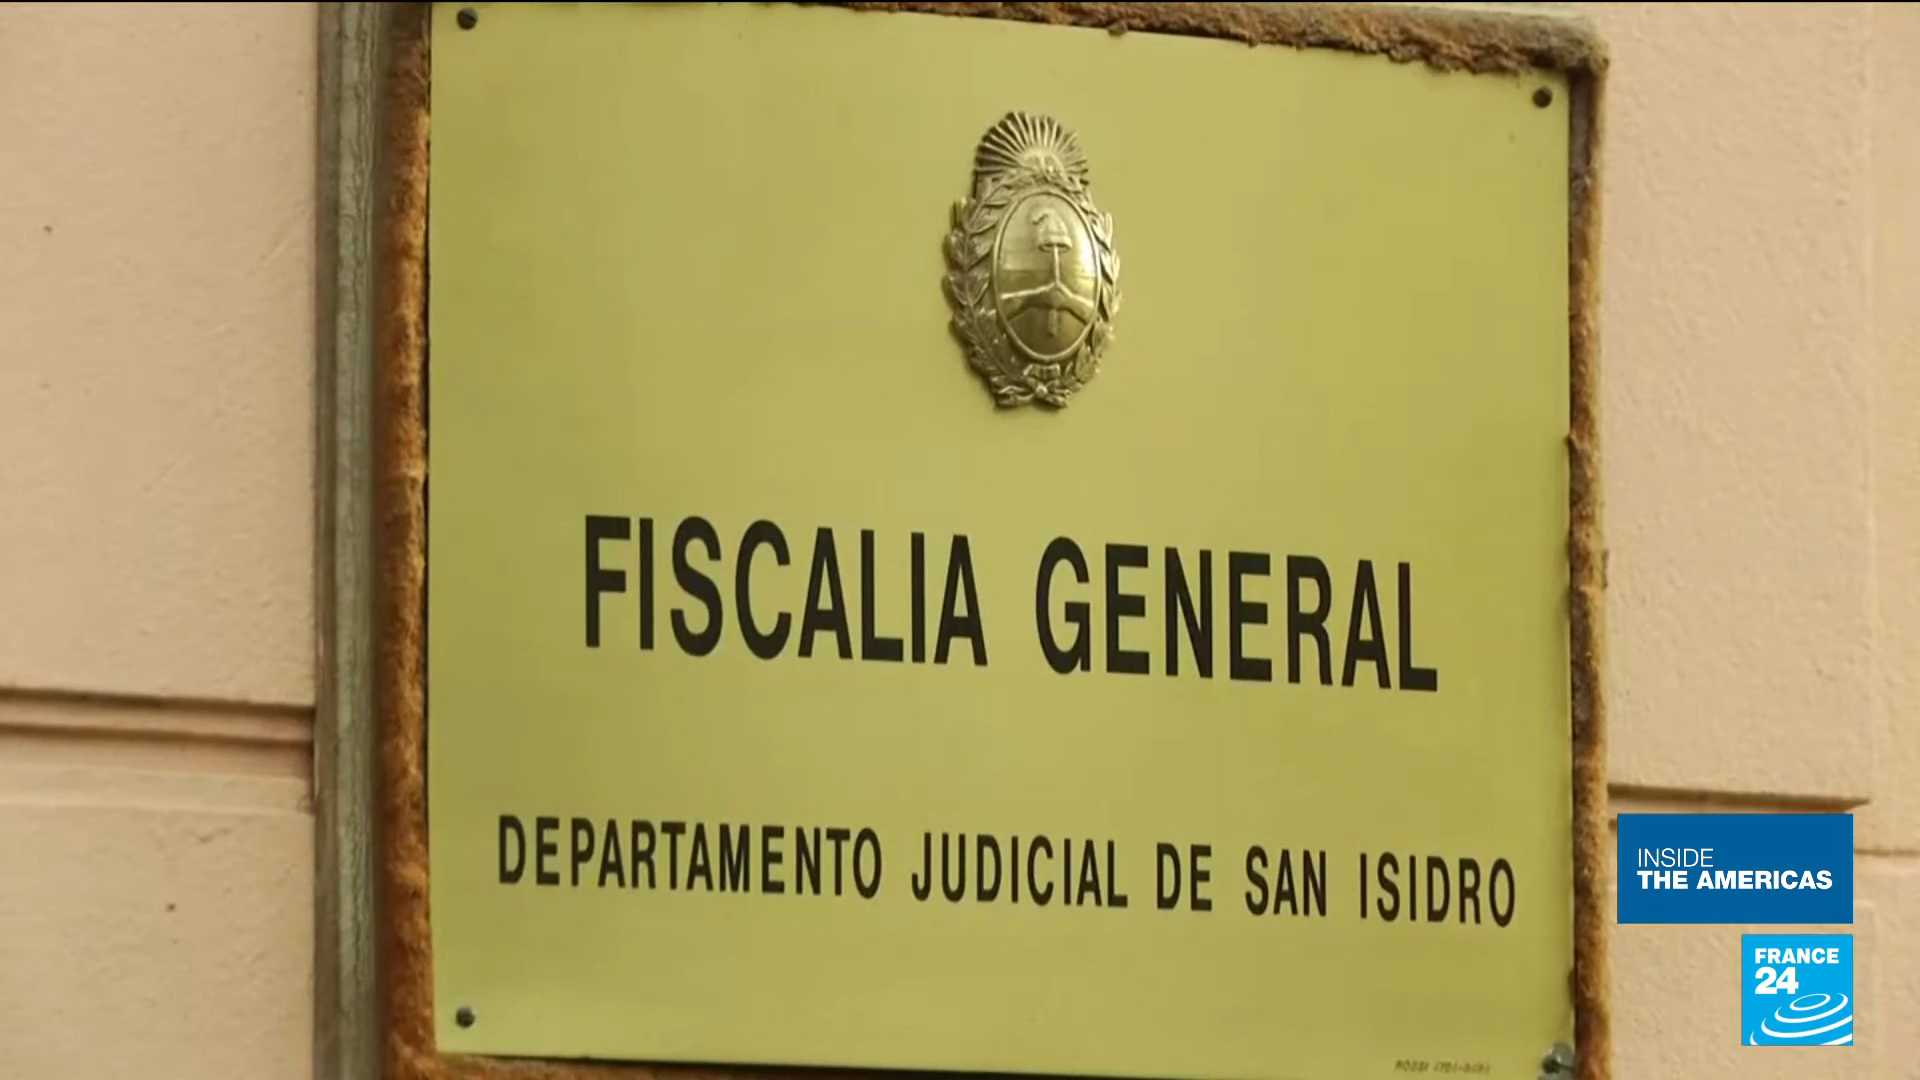 FISCALIA GENERAL
DEPARTAMENTO JUDICIAL DE SAN ISIDRO
INSIDE
THE AMERICAS
FRANCE
24